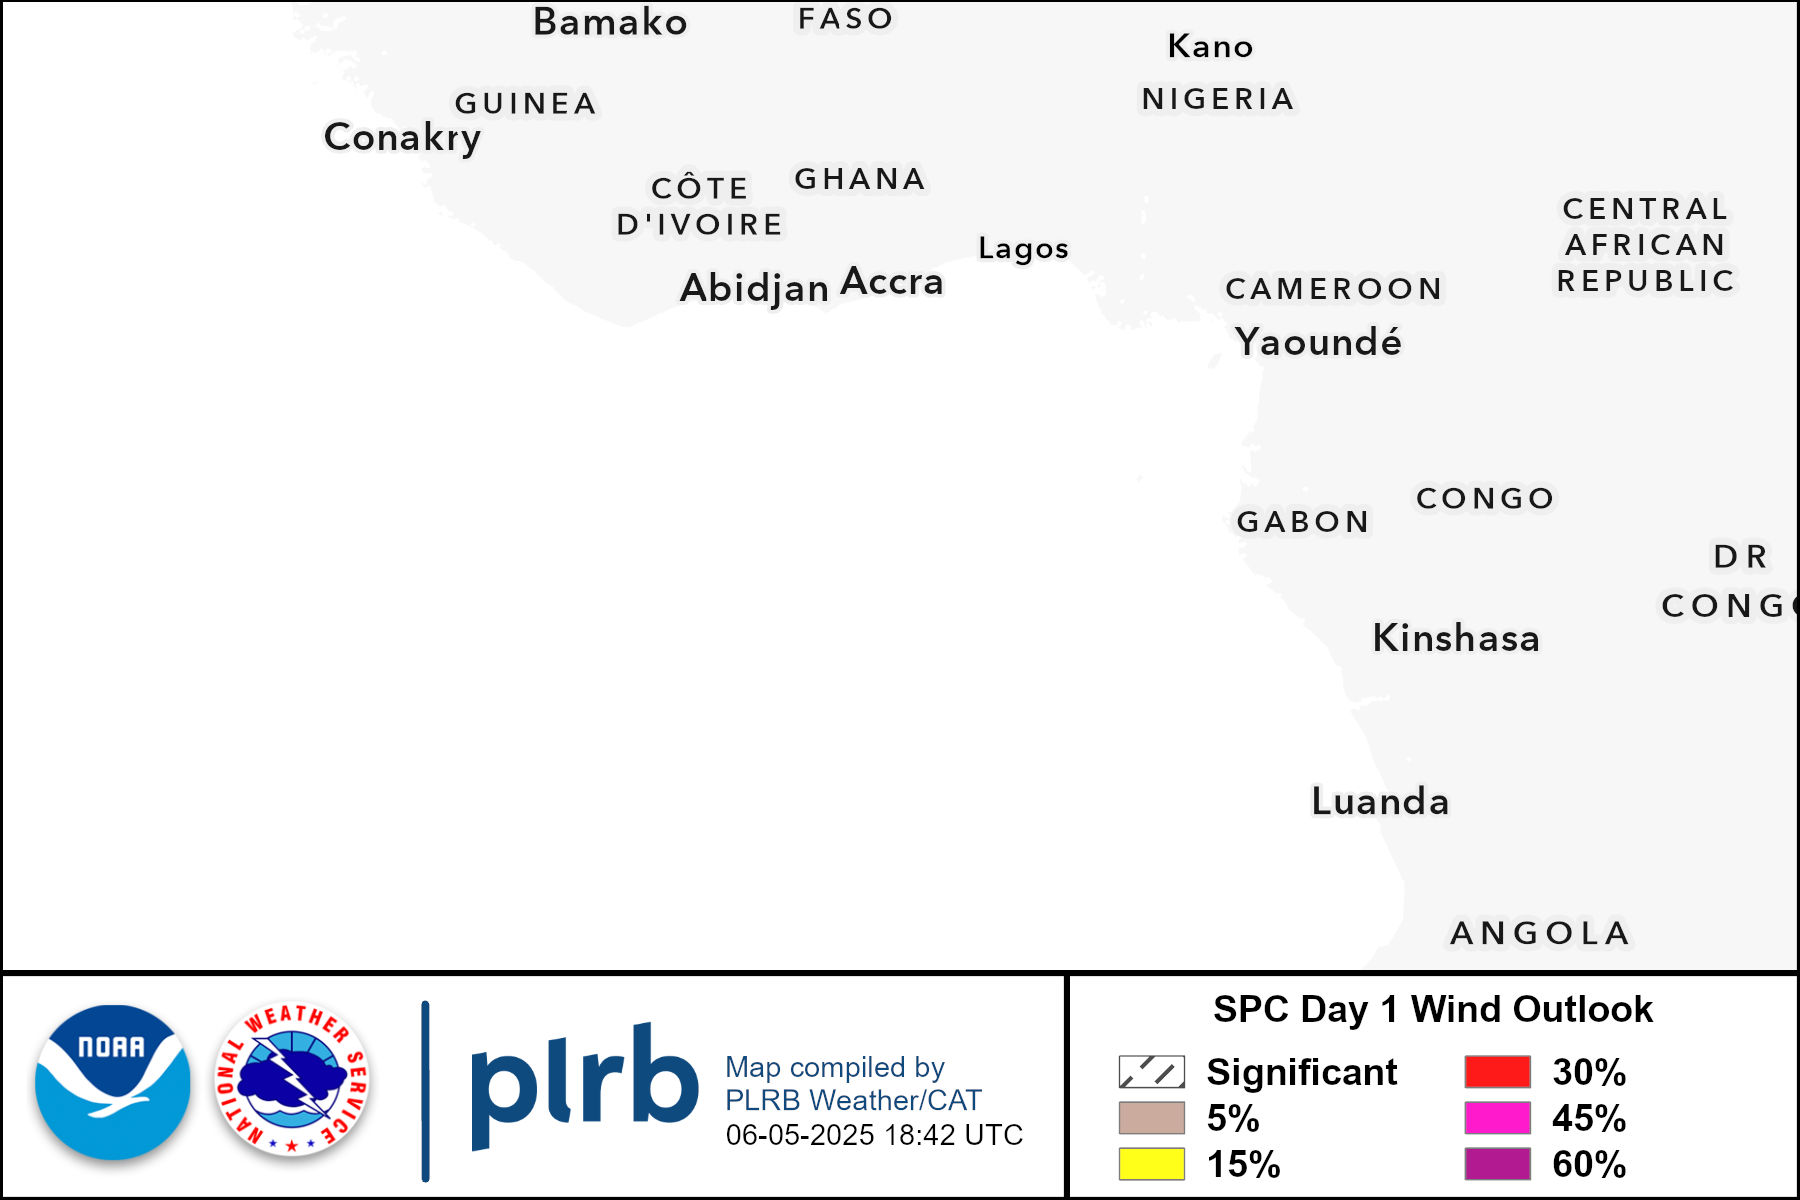 Bamako
FASO
Kano
NIGERIA
GUINEA
Conakry
CÔTE
D'IVOIRE
GHANA
Lagos
Abidjan
Accra
CENTRAL
AFRICAN
REPUBLIC
CAMEROON
Yaoundé
GABON
CONGO
DR
CONGO
Kinshasa
Luanda
ANGOLA
NOAA
NATIONAL WEATHER SERVICE
plrb
Map compiled by
PLRB Weather/CAT
06-05-2025 18:42 UTC
SPC Day 1 Wind Outlook
Significant
5%
15%
30%
45%
60%